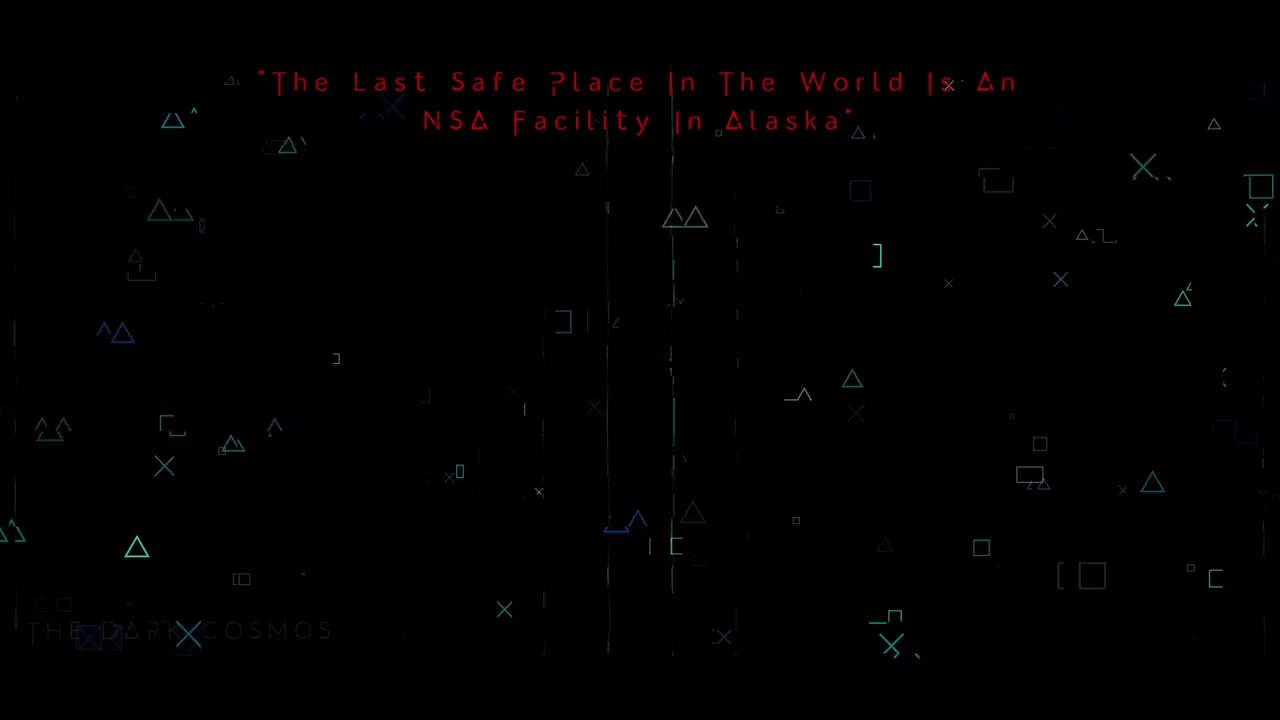 "The Last Safe Place In The World Is An
NSA Facility In Alaska"
THE DARK COSMOS